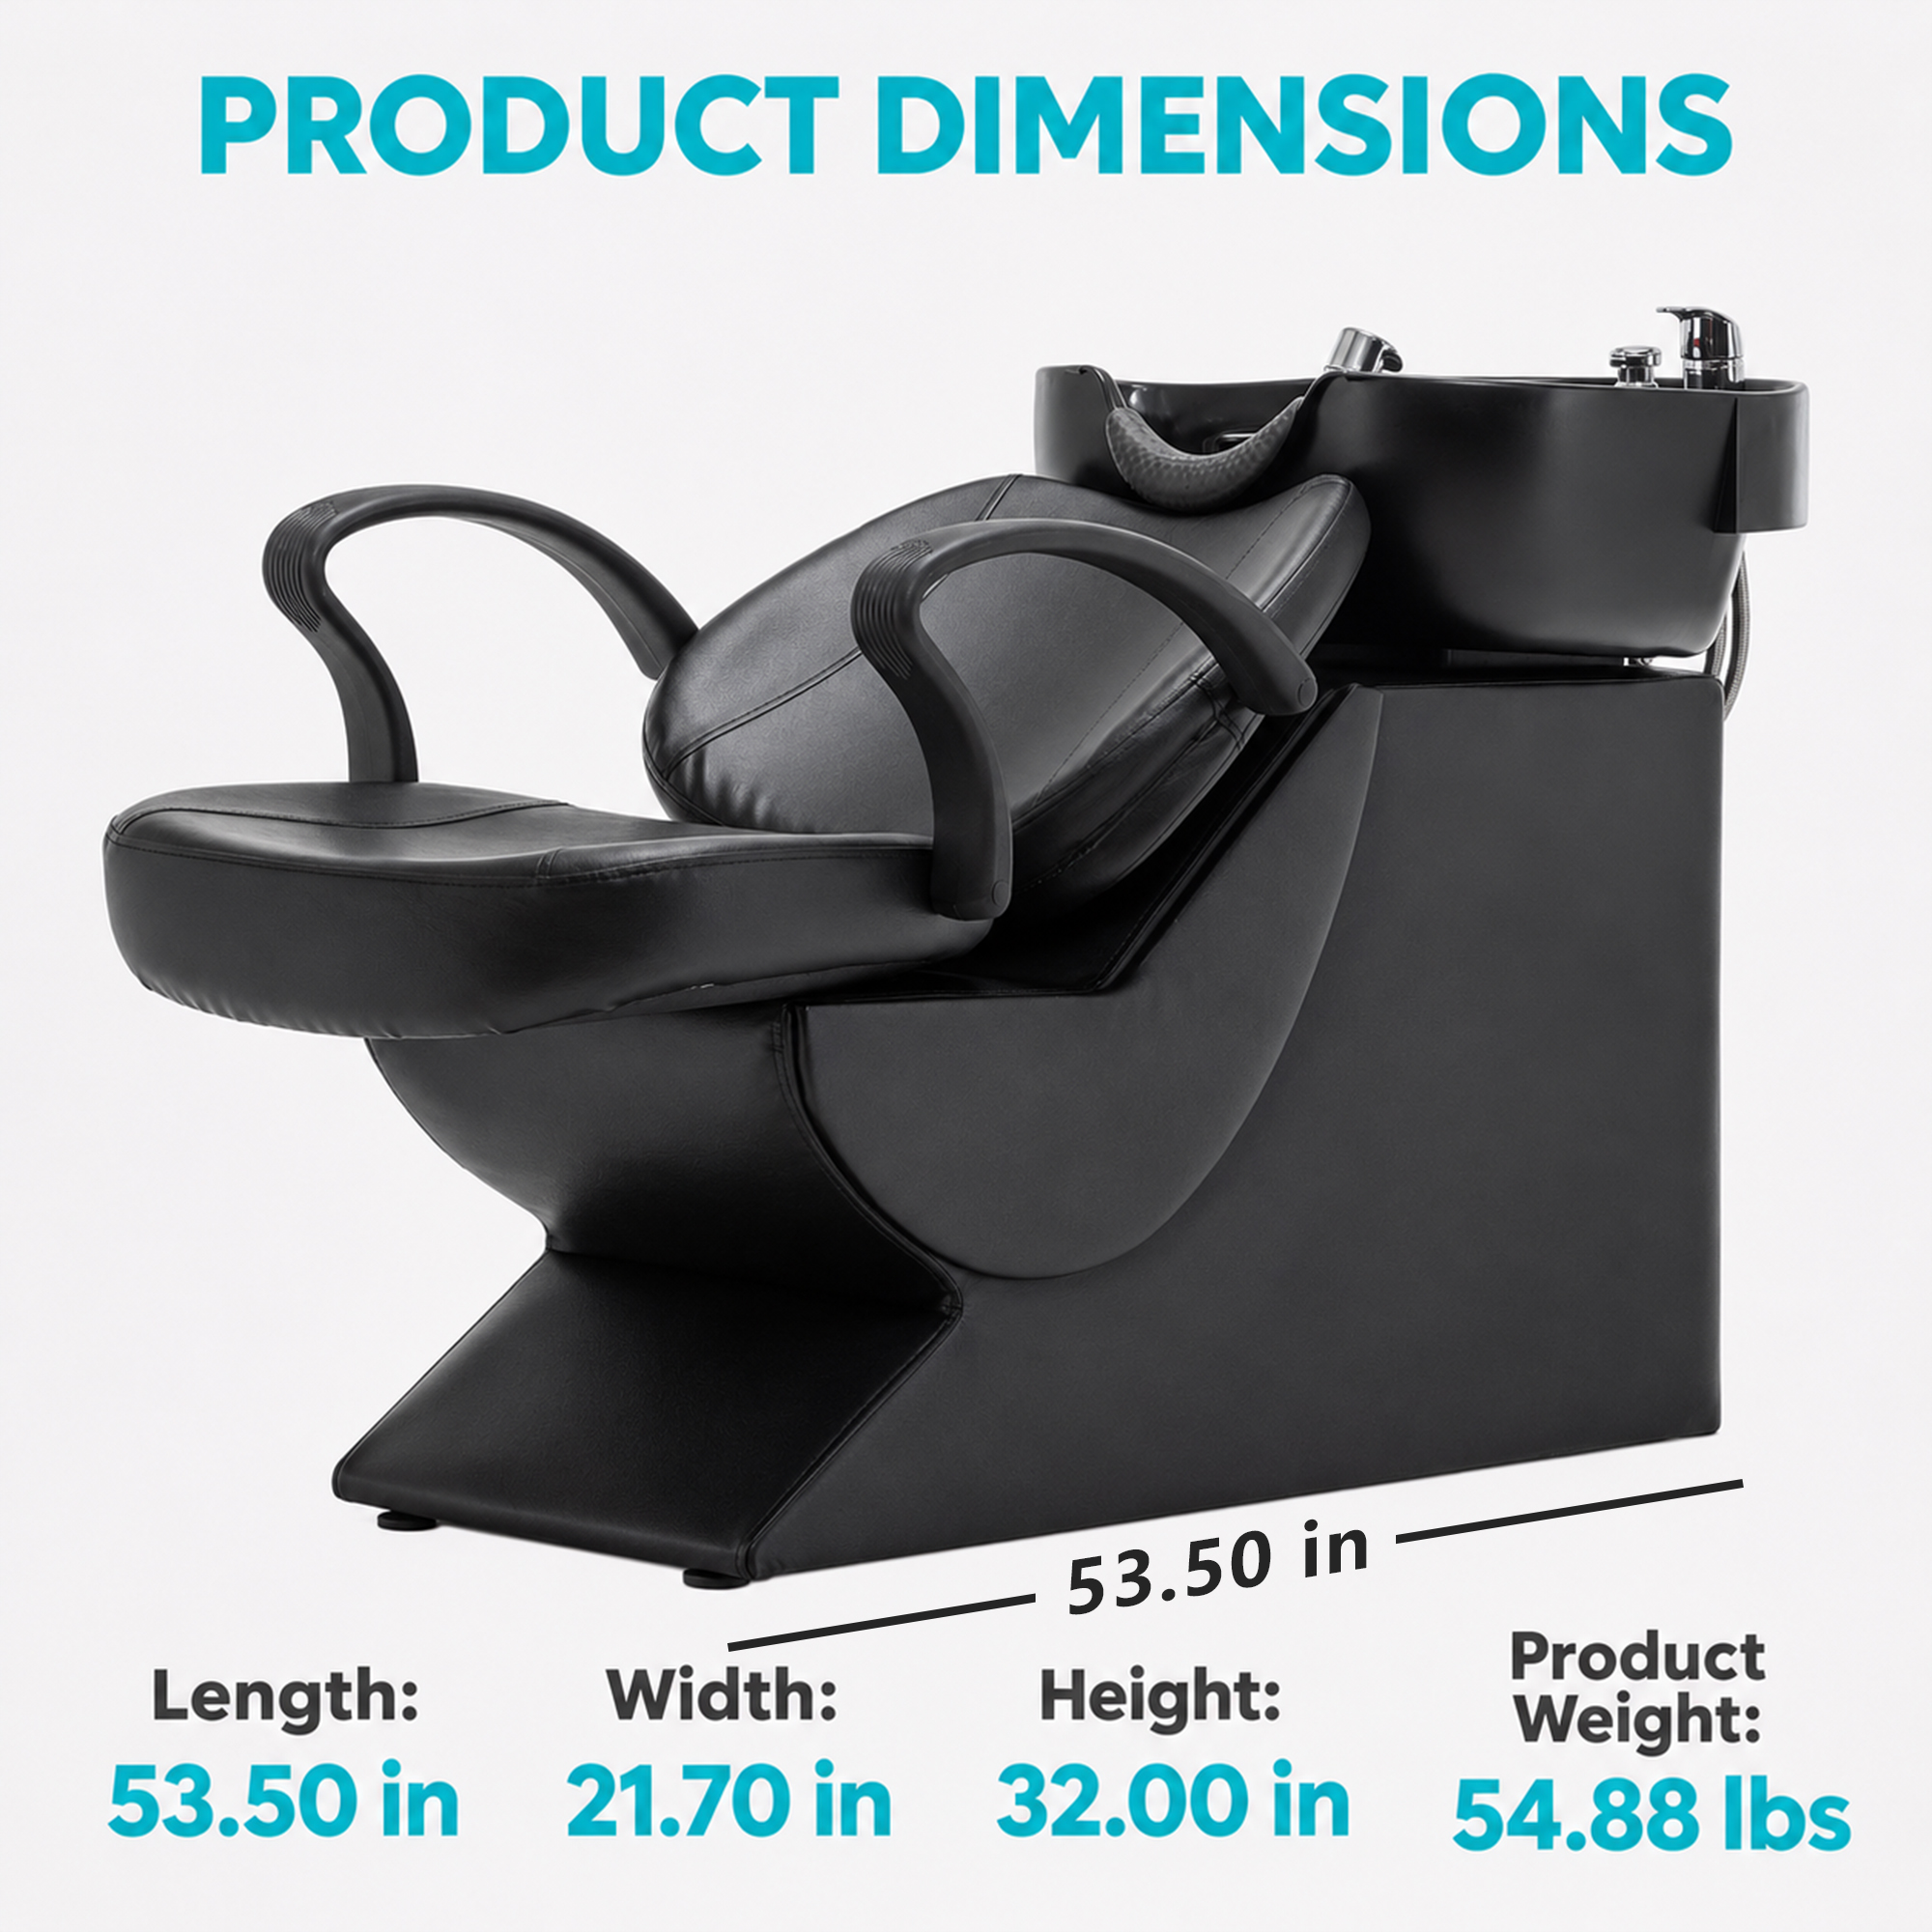 PRODUCT DIMENSIONS
53.50 in
Length:
53.50 in
Width:
21.70 in
Height:
32.00 in
Product
Weight:
54.88 lbs